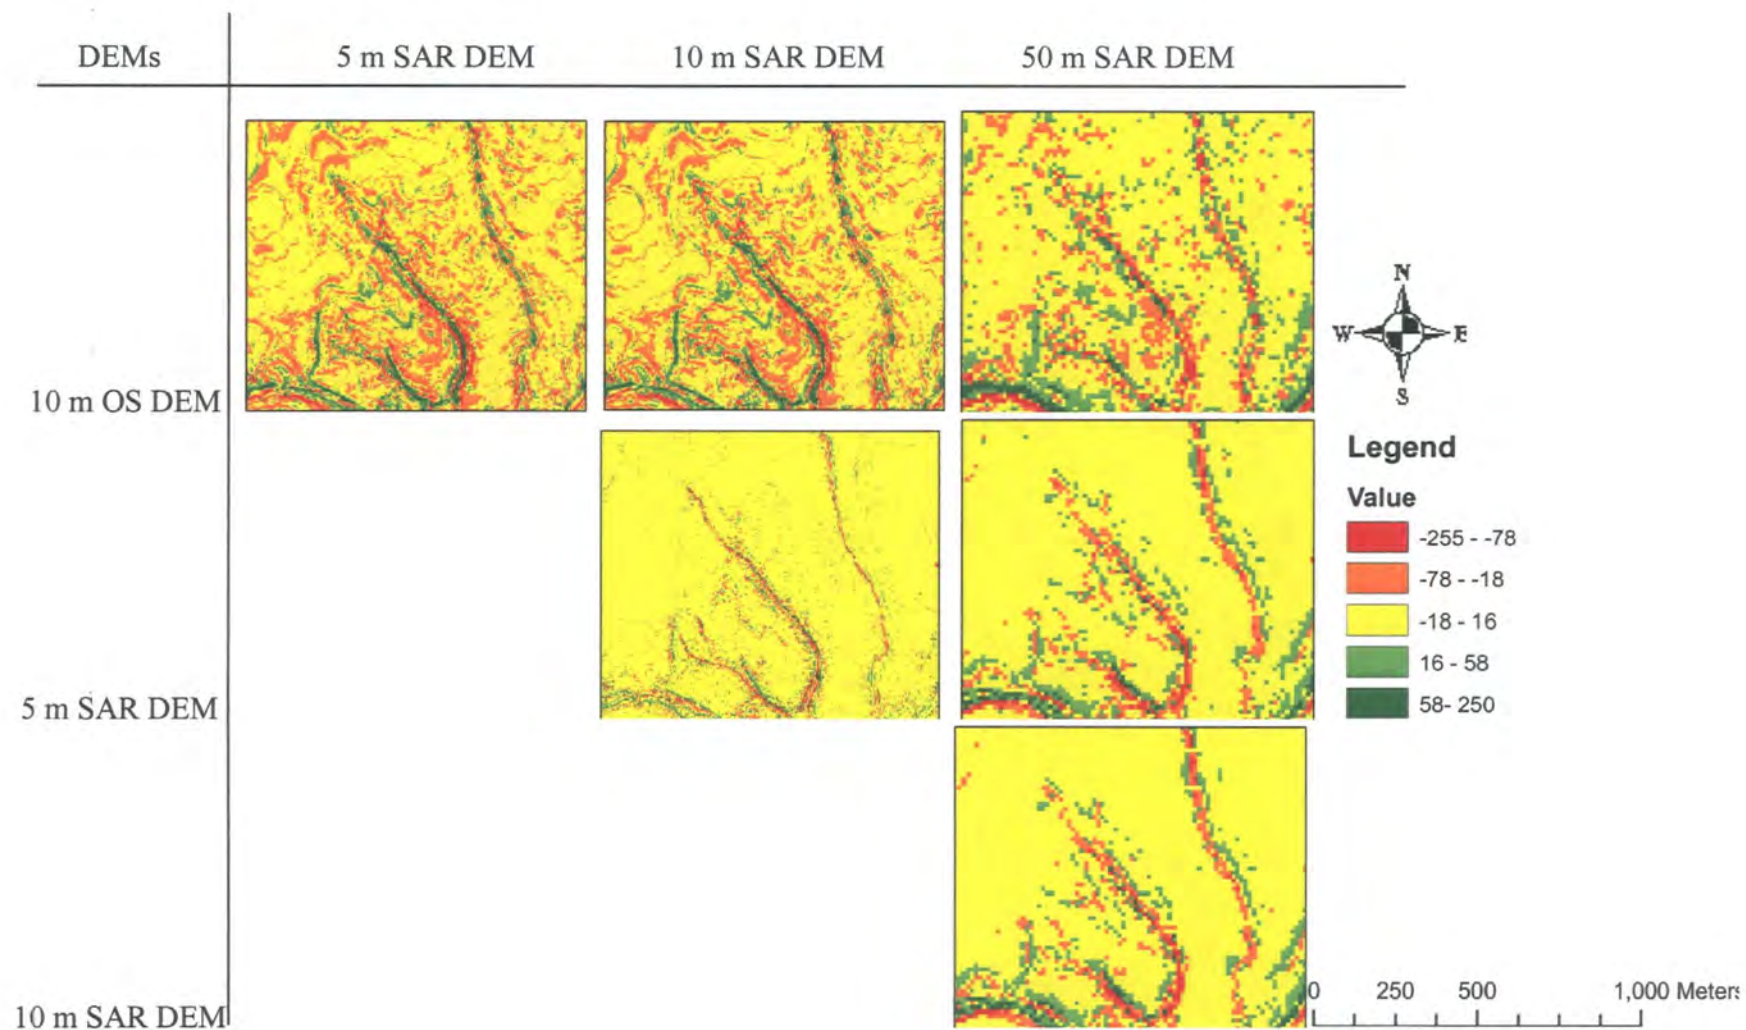 DEMs 5 m SAR DEM 10 m SAR DEM 50 m SAR DEM
N
W E
S
10 m OS DEM
Legend
Value
-255 - -78
-78 - -18
-18 - 16
16 - 58
58- 250
5 m SAR DEM
0 250 500 1,000 Meters
10 m SAR DEM